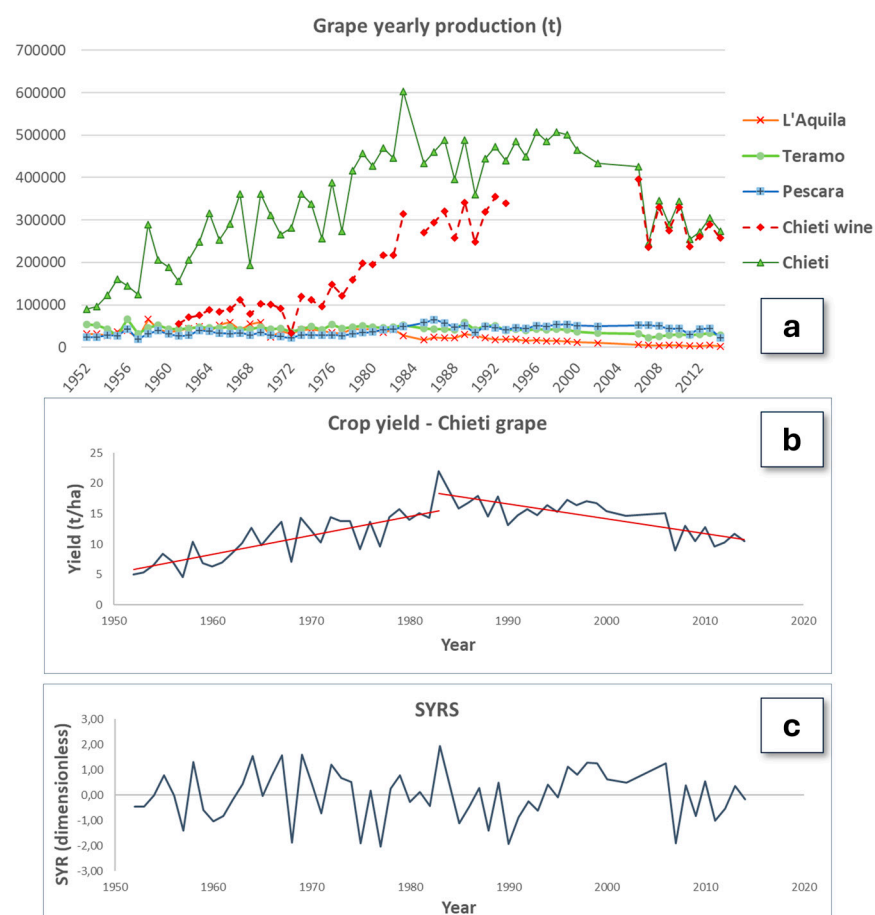 Grape yearly production (t)
700000
600000
500000
400000
300000
200000
100000
0
1952 1956 1960 1964 1968 1972 1976 1980 1984 1988 1992 1996 2000 2004 2008 2012
L'Aquila
Teramo
Pescara
Chieti wine
Chieti
a
Crop yield - Chieti grape
b
Yield (t/ha)
25
20
15
10
5
0
1950 1960 1970 1980 1990 2000 2010 2020
Year
SYRS
c
SYR (dimensionless)
3,00
2,00
1,00
0,00
-1,00
-2,00
-3,00
1950 1960 1970 1980 1990 2000 2010 2020
Year